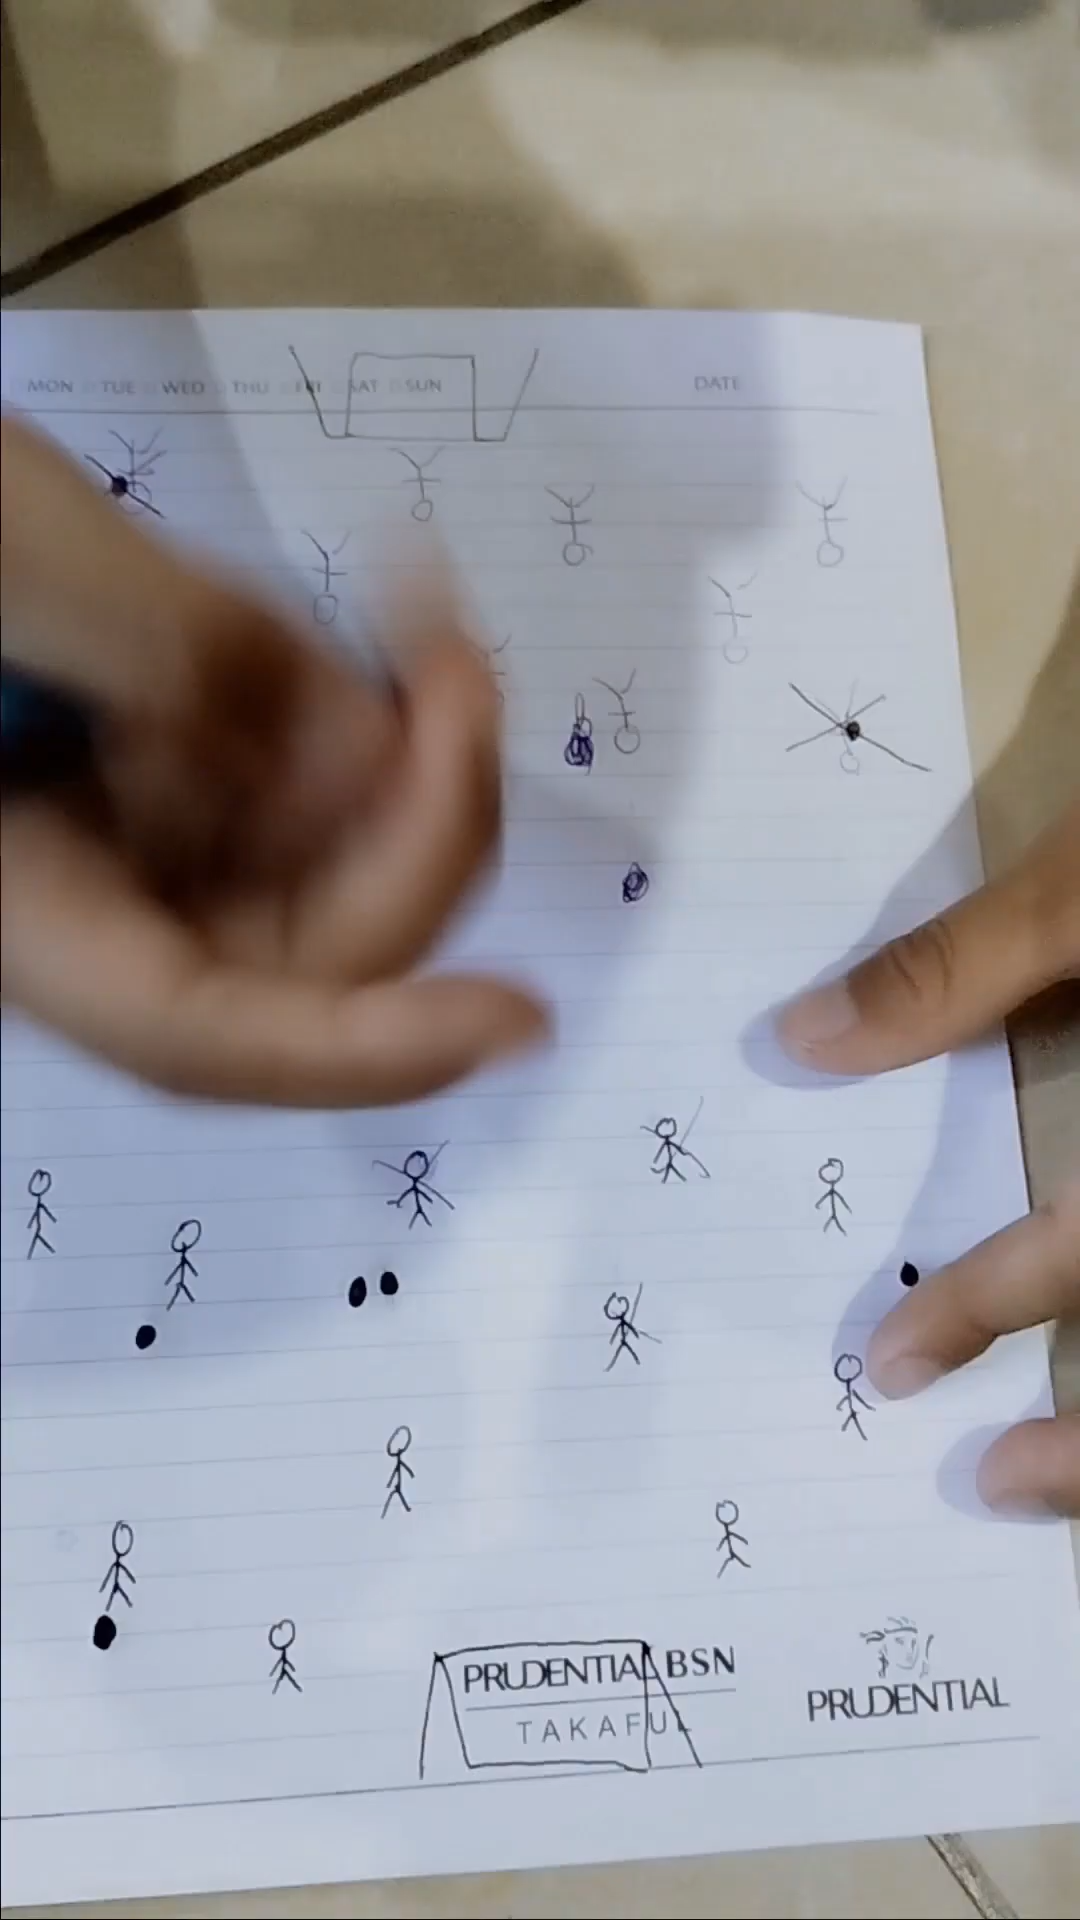 MON TUE WED THU FRI SAT SUN DATE
PRUDENTIAL BSN
TAKAFUL
PRUDENTIAL